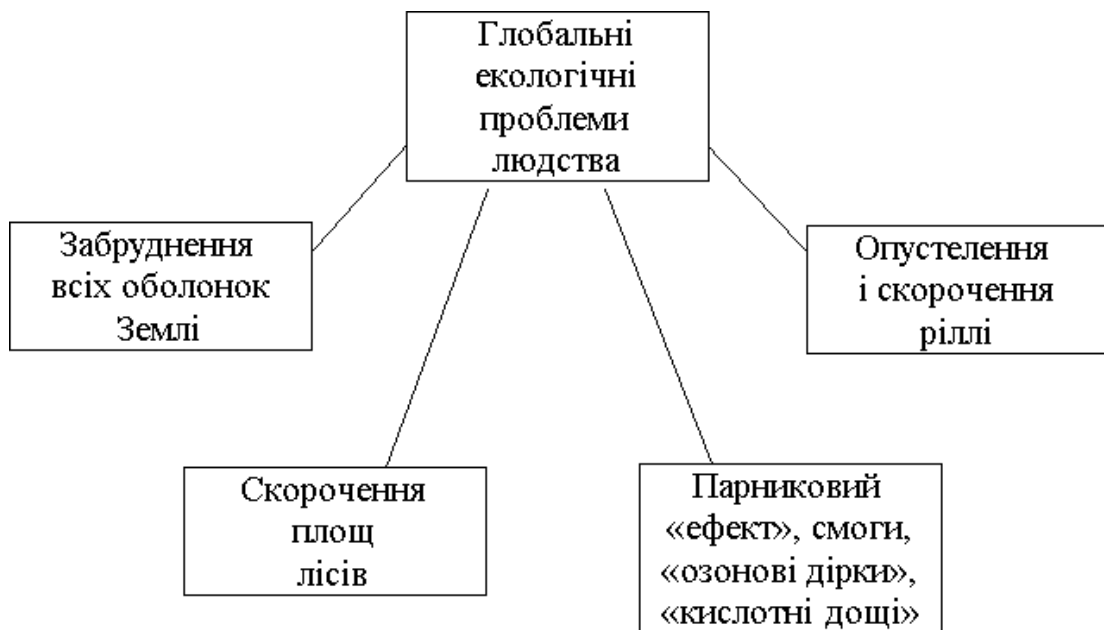 Глобальні
екологічні
проблеми
людства
Забруднення
всіх оболонок
Землі
Опустелення
і скорочення
ріллі
Скорочення
площ
лісів
Парниковий
«ефект», смоги,
«озонові дірки»,
«кислотні дощі»